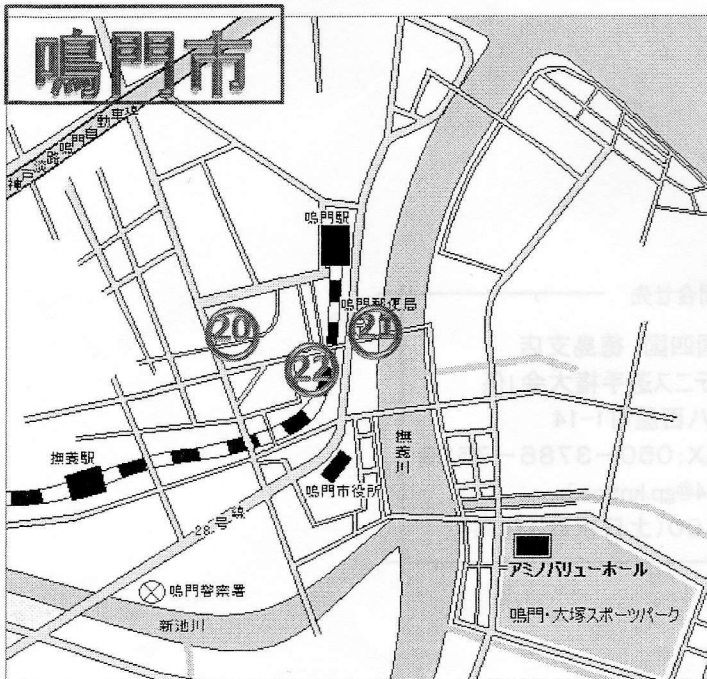 鳴門市
神戸淡路鳴門自動車道
鳴門駅
鳴門郵便局
20
21
22
撫養駅
撫養川
鳴門市役所
28号線
アミノバリューホール
鳴門警察署
鳴門・大塚スポーツパーク
新池川